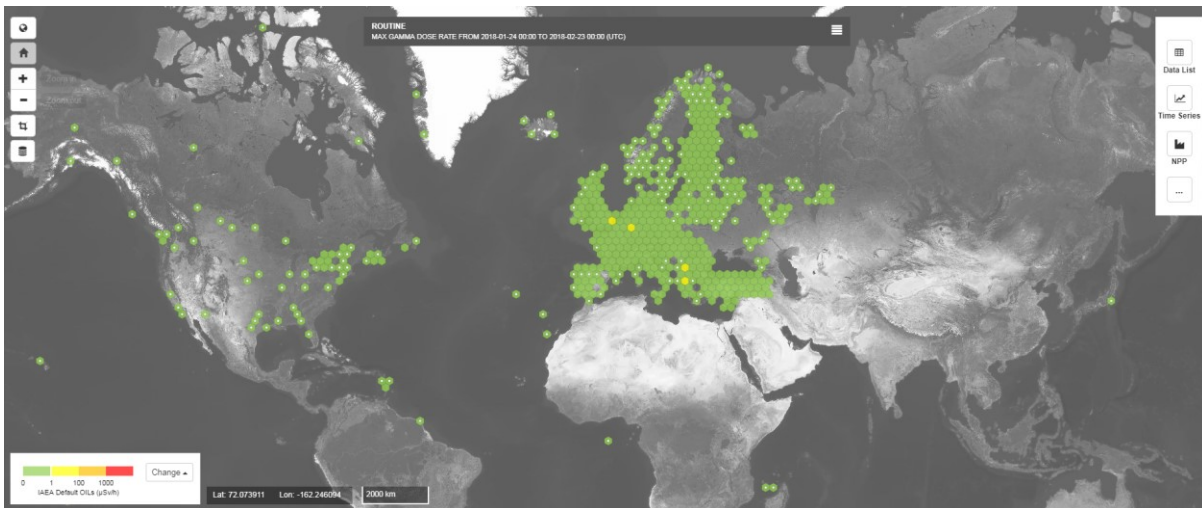 ROUTINE
MAX GAMMA DOSE RATE FROM 2018-01-24 00:00 TO 2018-02-23 00:00 (UTC)
Data List
Time Series
NPP
...
0 1 100 1000
IAEA Default OILs (µSv/h)
Change
Lat: 72.073911 Lon: -162.246094
2000 km